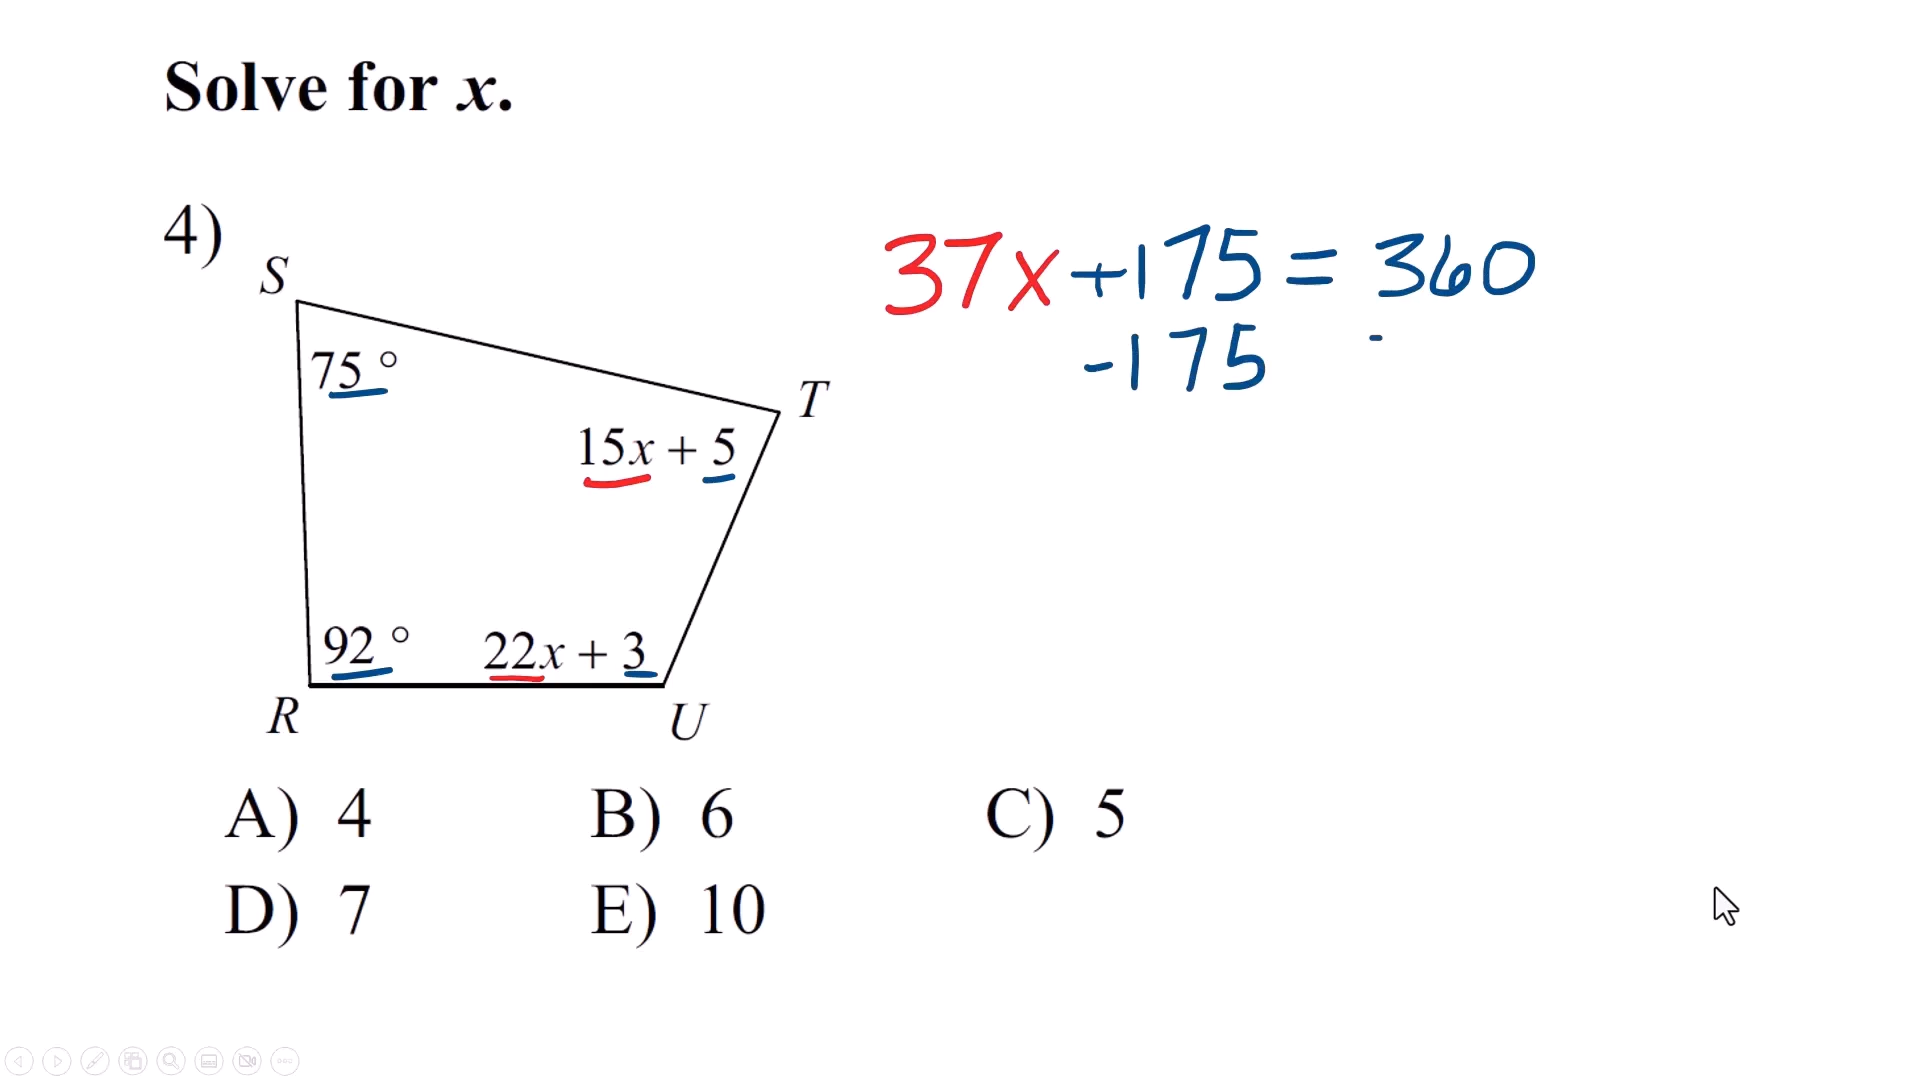 Solve for x.
4)
S
37x+175=360
-175 -
75 °
T
15x + 5
92 °
22x + 3
R
U
A) 4
B) 6
C) 5
D) 7
E) 10